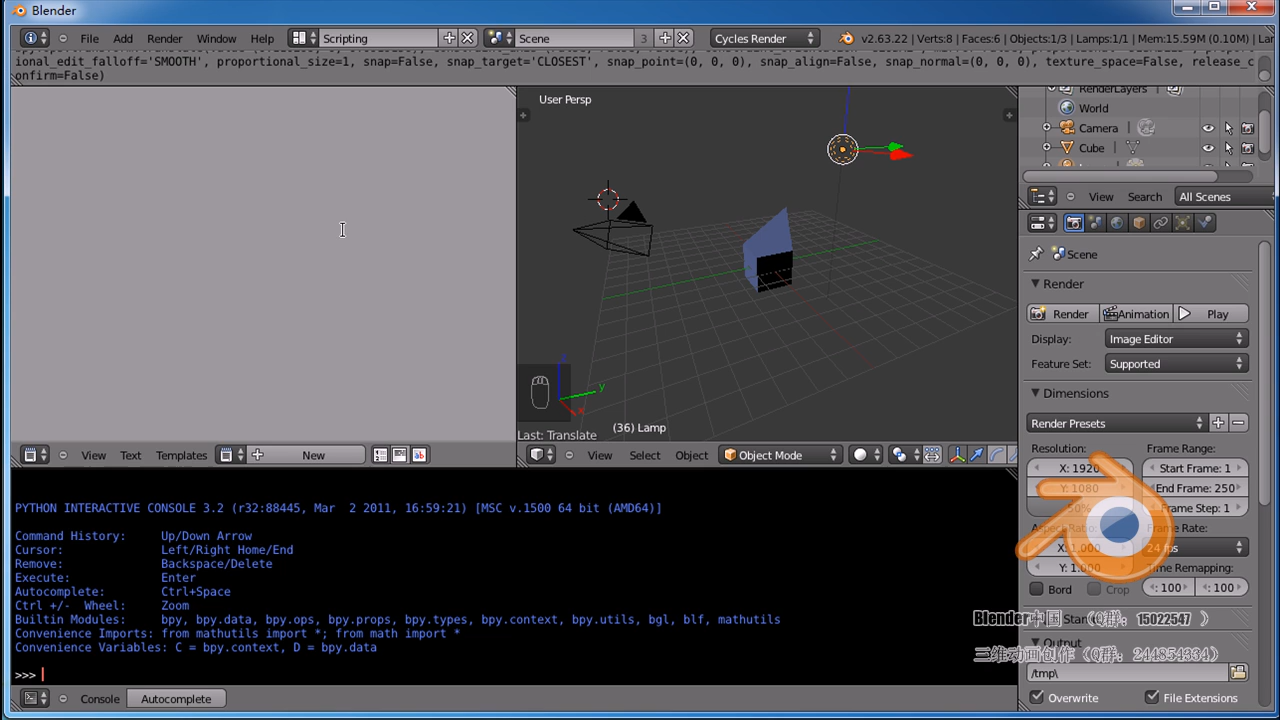 Blender
File Add Render Window Help Scripting Scene 3 Cycles Render v2.63.22 | Verts:8 | Faces:6 | Objects:1/3 | Lamps:1/1 | Mem:15.59M (0.10M) | Lar
ional_edit_falloff='SMOOTH', proportional_size=1, snap=False, snap_target='CLOSEST', snap_point=(0, 0, 0), snap_align=False, snap_normal=(0, 0, 0), texture_space=False, release_c
onfirm=False)
User Persp
RenderLayers
World
Camera
Cube
View Search All Scenes
Scene
Render
Render Animation Play
Display: Image Editor
Feature Set: Supported
Dimensions
Render Presets
Resolution: Frame Range:
X: 1920 Start Frame: 1
Y: 1080 End Frame: 250
50% Frame Step: 1
Aspect Ratio: Frame Rate:
X: 1.000 24 fps
Y: 1.000 Time Remapping:
Bord Crop : 100 : 100
Output
/tmp\
Overwrite File Extensions
z
y
x
(36) Lamp
Last: Translate
View Text Templates New
View Select Object Object Mode
PYTHON INTERACTIVE CONSOLE 3.2 (r32:88445, Mar  2 2011, 16:59:21) [MSC v.1500 64 bit (AMD64)]
Command History: Up/Down Arrow
Cursor: Left/Right Home/End
Remove: Backspace/Delete
Execute: Enter
Autocomplete: Ctrl+Space
Ctrl +/- Wheel: Zoom
Builtin Modules: bpy, bpy.data, bpy.ops, bpy.props, bpy.types, bpy.context, bpy.utils, bgl, blf, mathutils
Convenience Imports: from mathutils import *; from math import *
Convenience Variables: C = bpy.context, D = bpy.data
>>>
Console Autocomplete
Blender中国 （Q群：15022547 ）
三维动画创作（Q群：244854334）